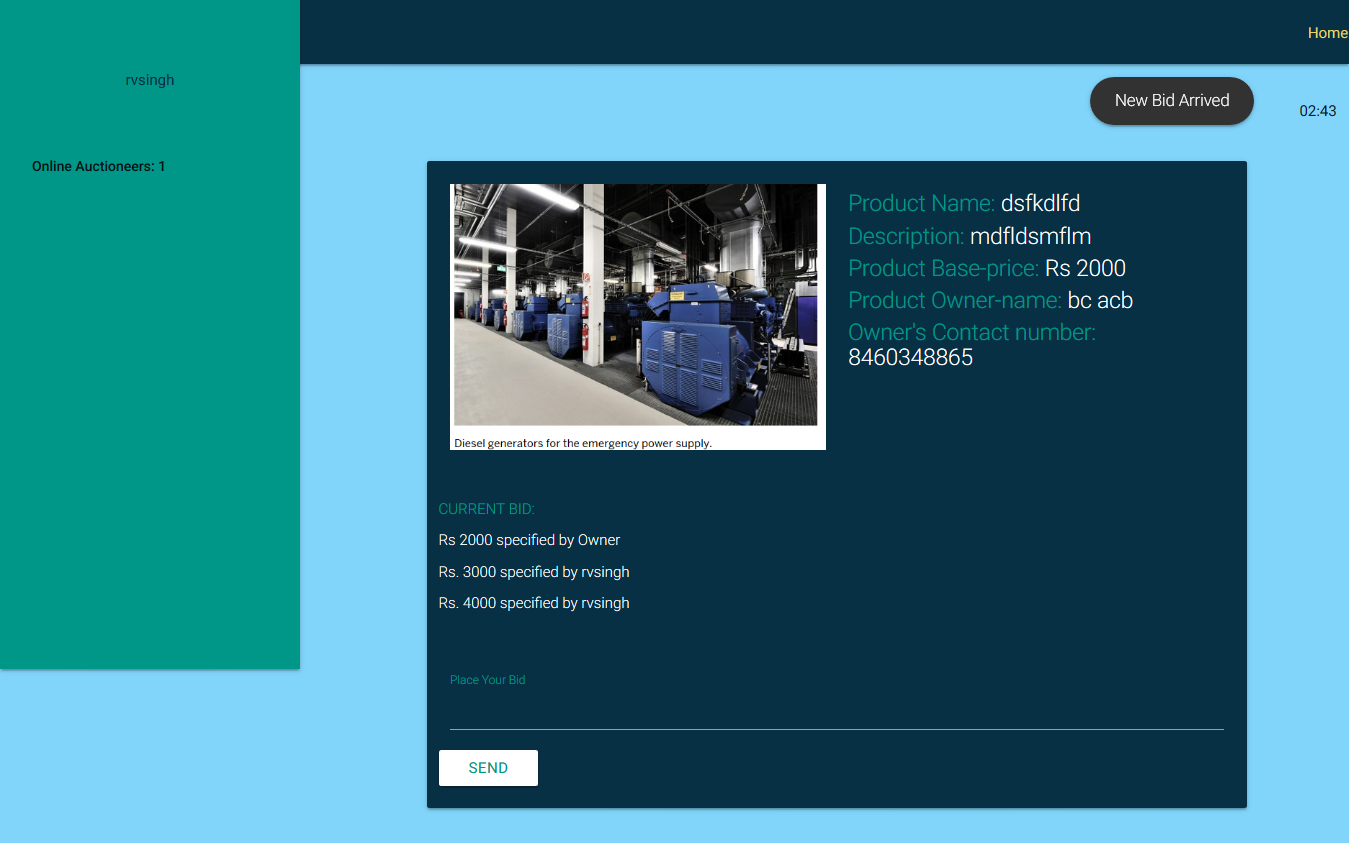 Home
rvsingh
New Bid Arrived
02:43
Online Auctioneers: 1
Product Name: dsfkdlfd
Description: mdfldsmflm
Product Base-price: Rs 2000
Product Owner-name: bc acb
Owner's Contact number:
8460348865
Diesel generators for the emergency power supply.
CURRENT BID:
Rs 2000 specified by Owner
Rs. 3000 specified by rvsingh
Rs. 4000 specified by rvsingh
Place Your Bid
SEND